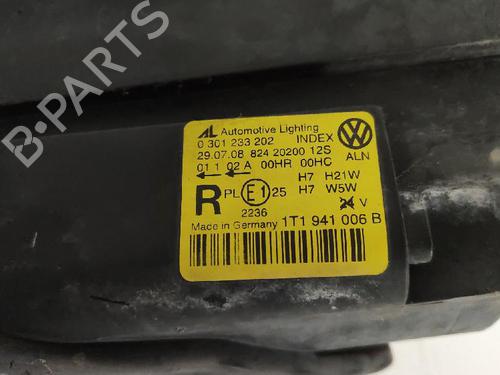 AL Automotive Lighting
0 301 233 202 INDEX
29.07.08 824 20200 12S
ALN
01 1 02 A 00HR 00HC
H7 H21W
R PL E1 25 H7 W5W
2236 24 V
Made in Germany 1T1 941 006 B
B-PARTS